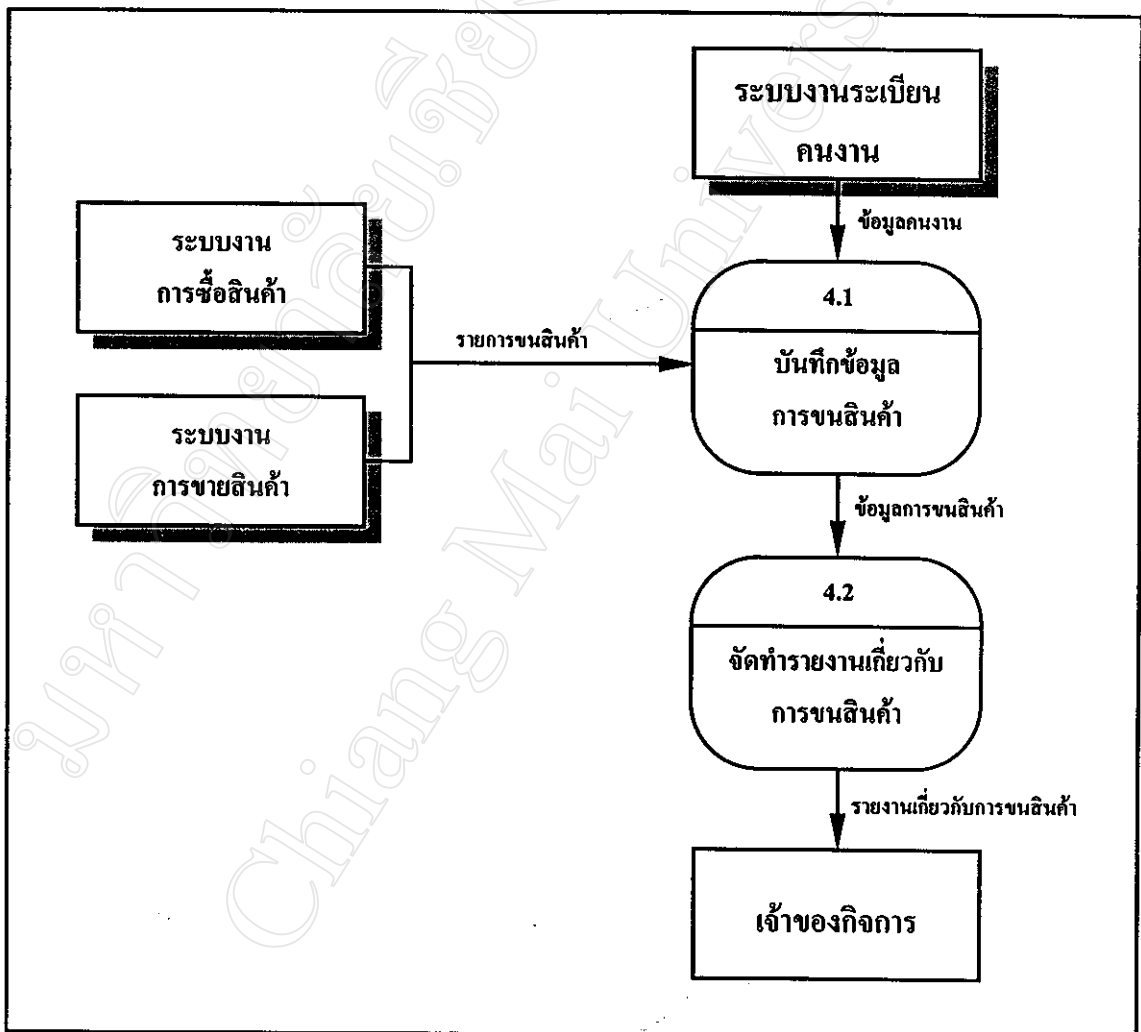 ระบบงานระเบียน
คนงาน
ข้อมูลคนงาน
ระบบงาน
การซื้อสินค้า
รายการขนสินค้า
ระบบงาน
การขายสินค้า
4.1
บันทึกข้อมูล
การขนสินค้า
ข้อมูลการขนสินค้า
4.2
จัดทำรายงานเกี่ยวกับ
การขนสินค้า
รายงานเกี่ยวกับการขนสินค้า
เจ้าของกิจการ
Chiang Mai Univers